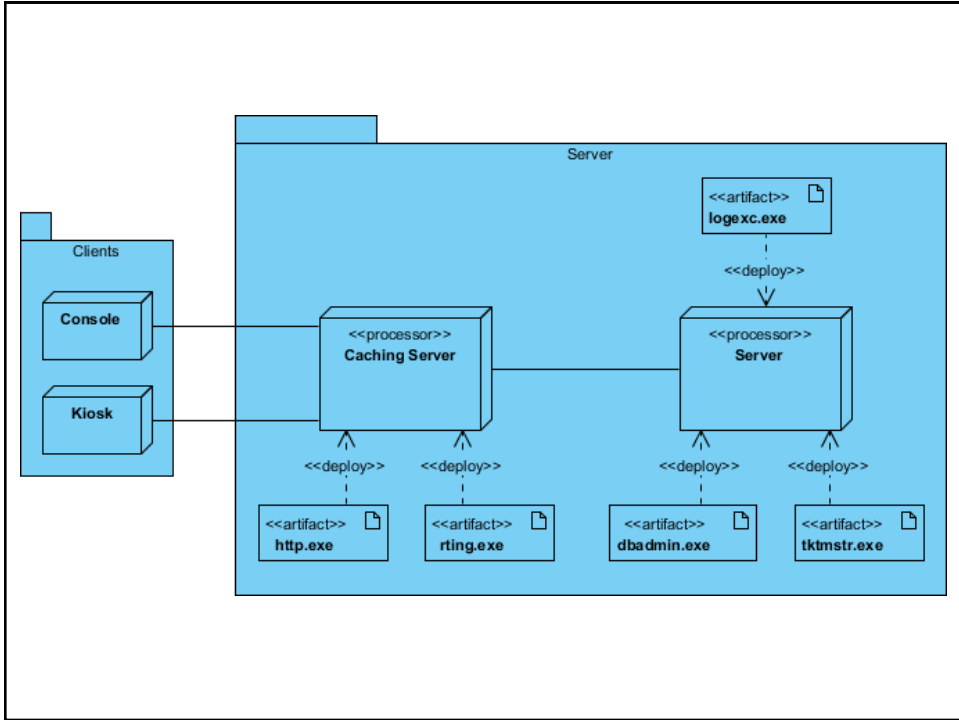 Server
<<artifact>>
logexc.exe
<<deploy>>
Clients
Console
Kiosk
<<processor>>
Caching Server
<<processor>>
Server
<<deploy>>
<<deploy>>
<<deploy>>
<<deploy>>
<<artifact>>
http.exe
<<artifact>>
rting.exe
<<artifact>>
dbadmin.exe
<<artifact>>
tktmstr.exe